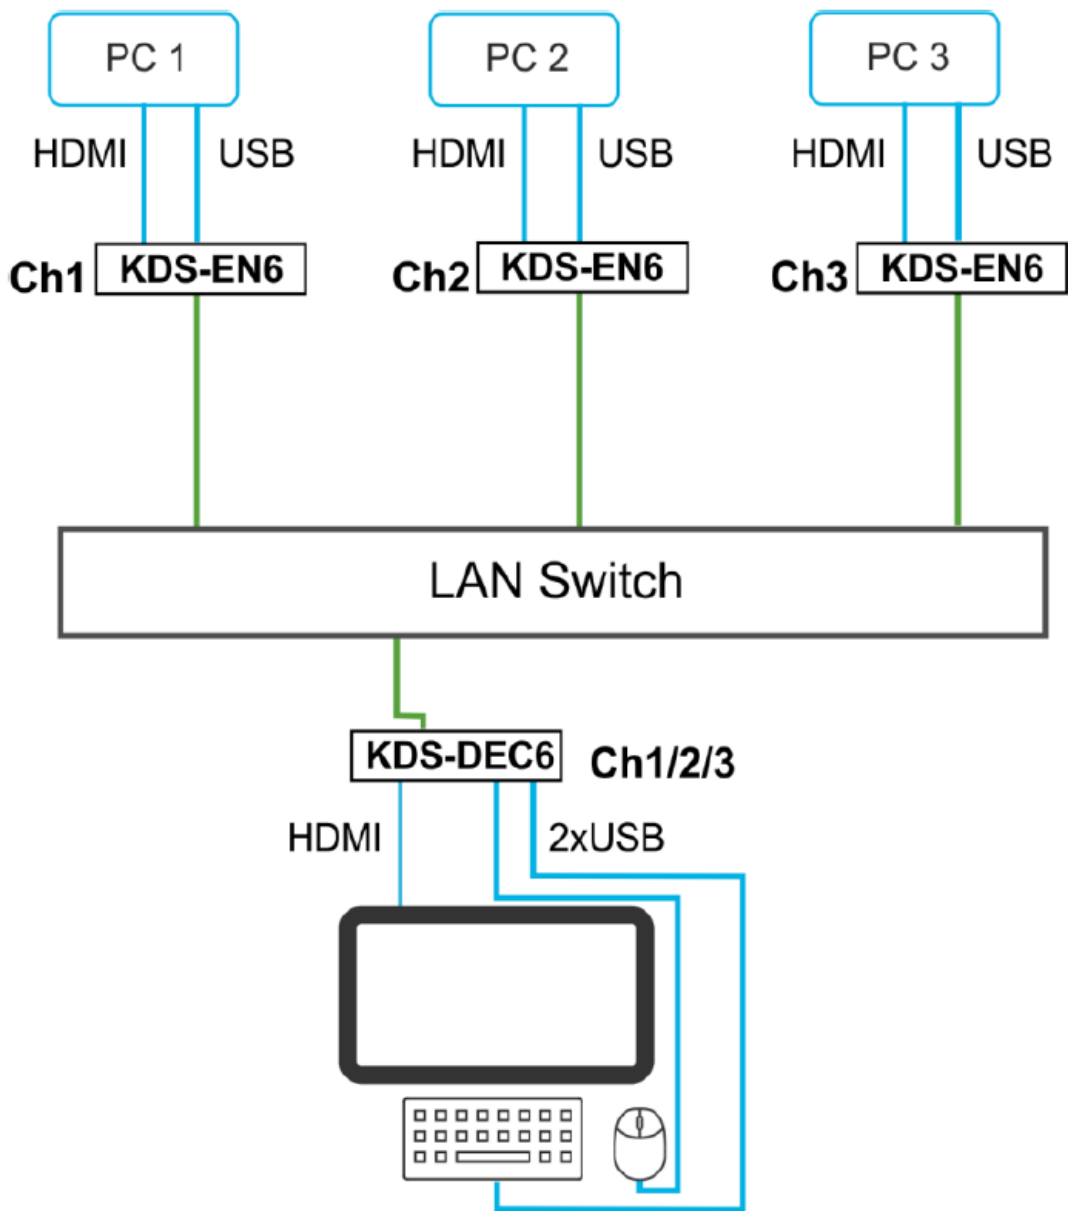 PC 1
PC 2
PC 3
HDMI
USB
HDMI
USB
HDMI
USB
Ch1
KDS-EN6
Ch2
KDS-EN6
Ch3
KDS-EN6
LAN Switch
KDS-DEC6
Ch1/2/3
HDMI
2xUSB